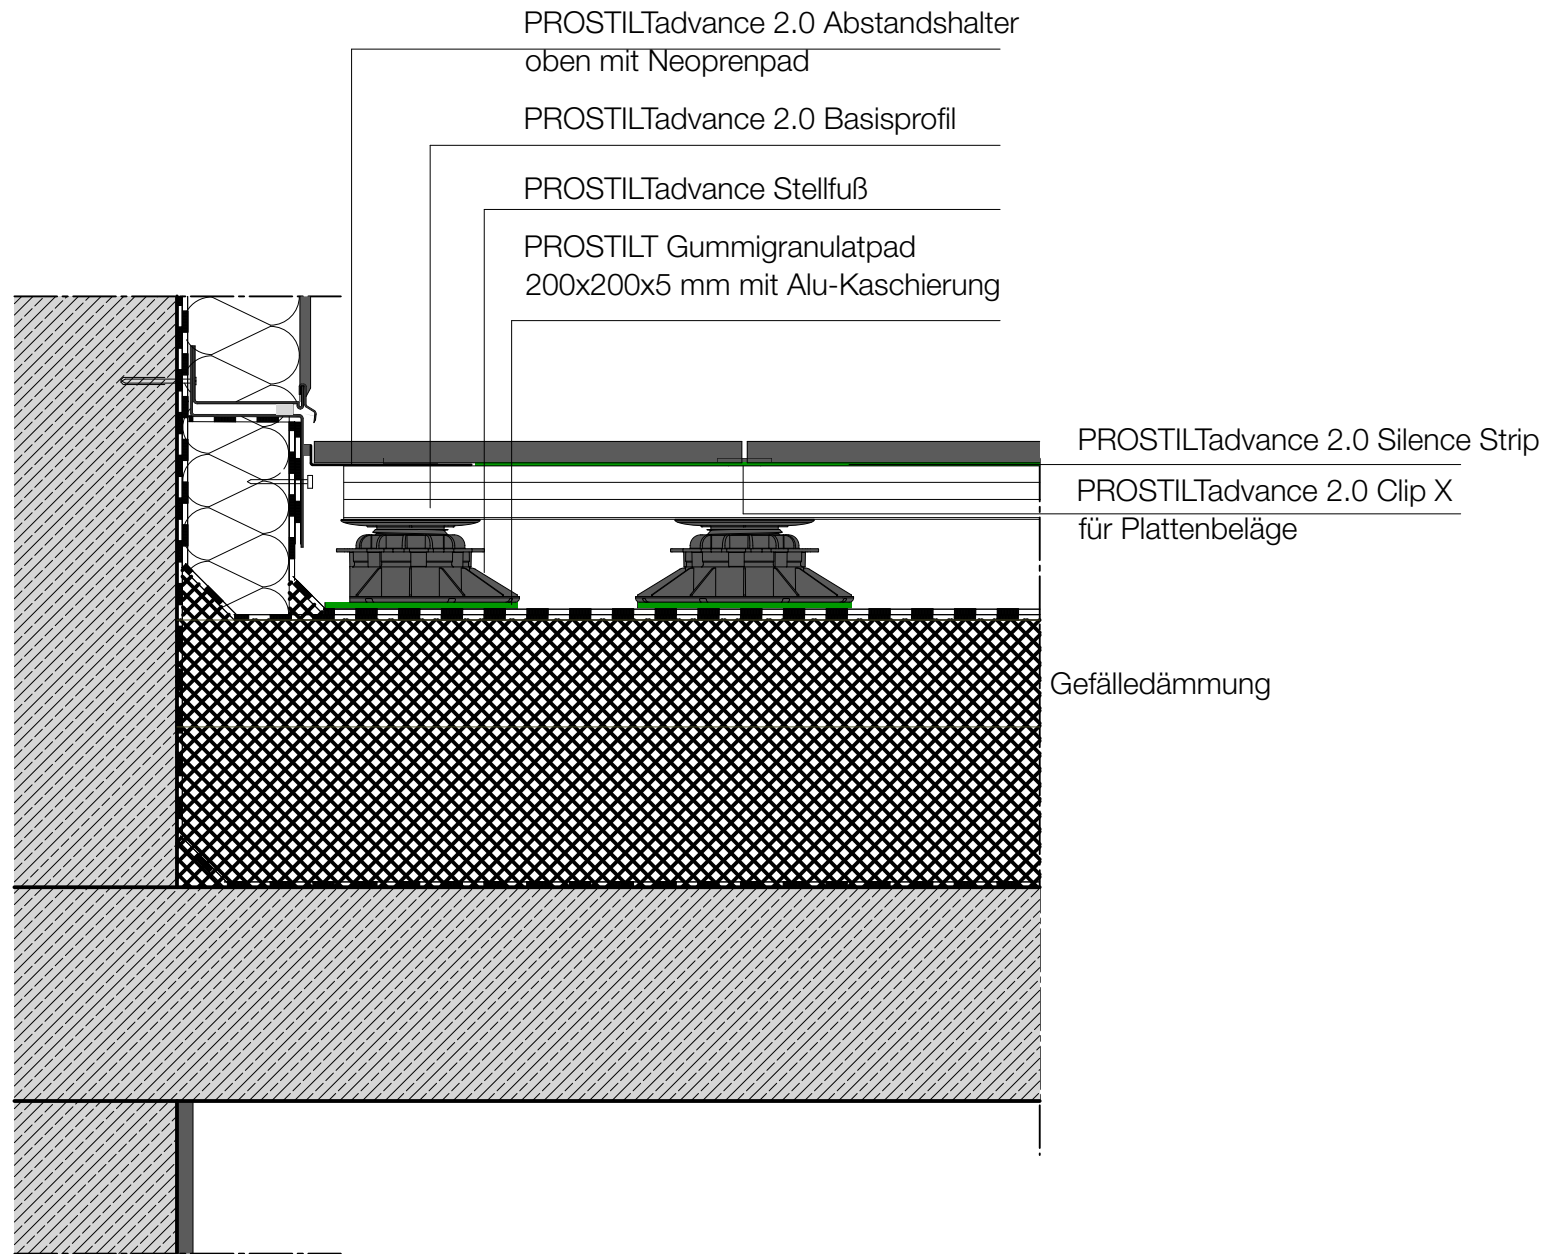 PROSTILTadvance 2.0 Abstandshalter
oben mit Neoprenpad
PROSTILTadvance 2.0 Basisprofil
PROSTILTadvance Stellfuß
PROSTILT Gummigranulatpad
200x200x5 mm mit Alu-Kaschierung
PROSTILTadvance 2.0 Silence Strip
PROSTILTadvance 2.0 Clip X
für Plattenbeläge
Gefälledämmung